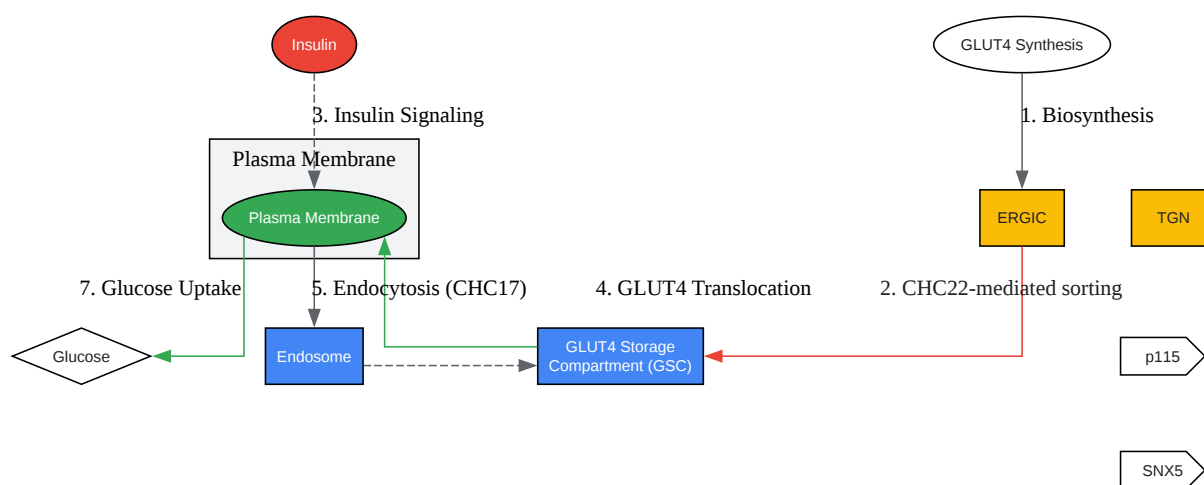 Insulin
GLUT4 Synthesis
3. Insulin Signaling
1. Biosynthesis
Plasma Membrane
Plasma Membrane
ERGIC
TGN
7. Glucose Uptake
5. Endocytosis (CHC17)
4. GLUT4 Translocation
2. CHC22-mediated sorting
Glucose
Endosome
GLUT4 Storage
Compartment (GSC)
p115
SNX5